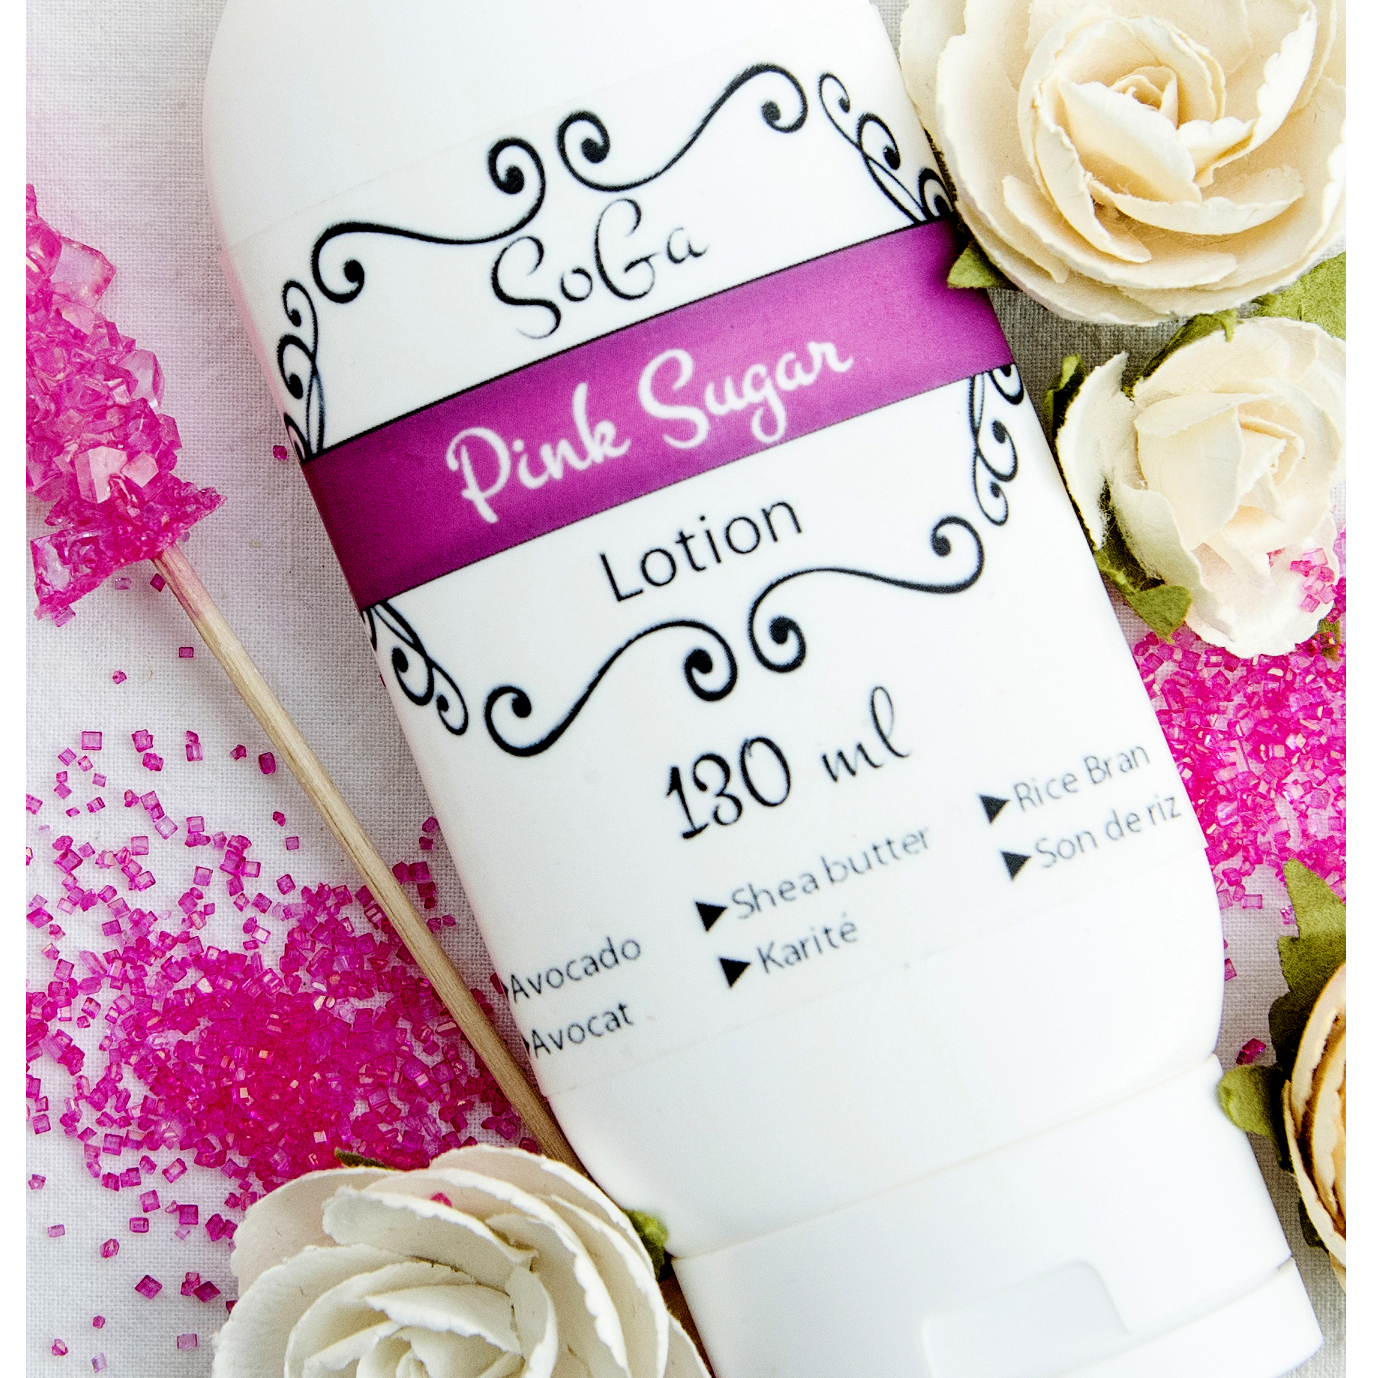 SoGa
Pink Sugar
Lotion
130 ml
Avocado
Avocat
Shea butter
Karité
Rice Bran
Son de riz